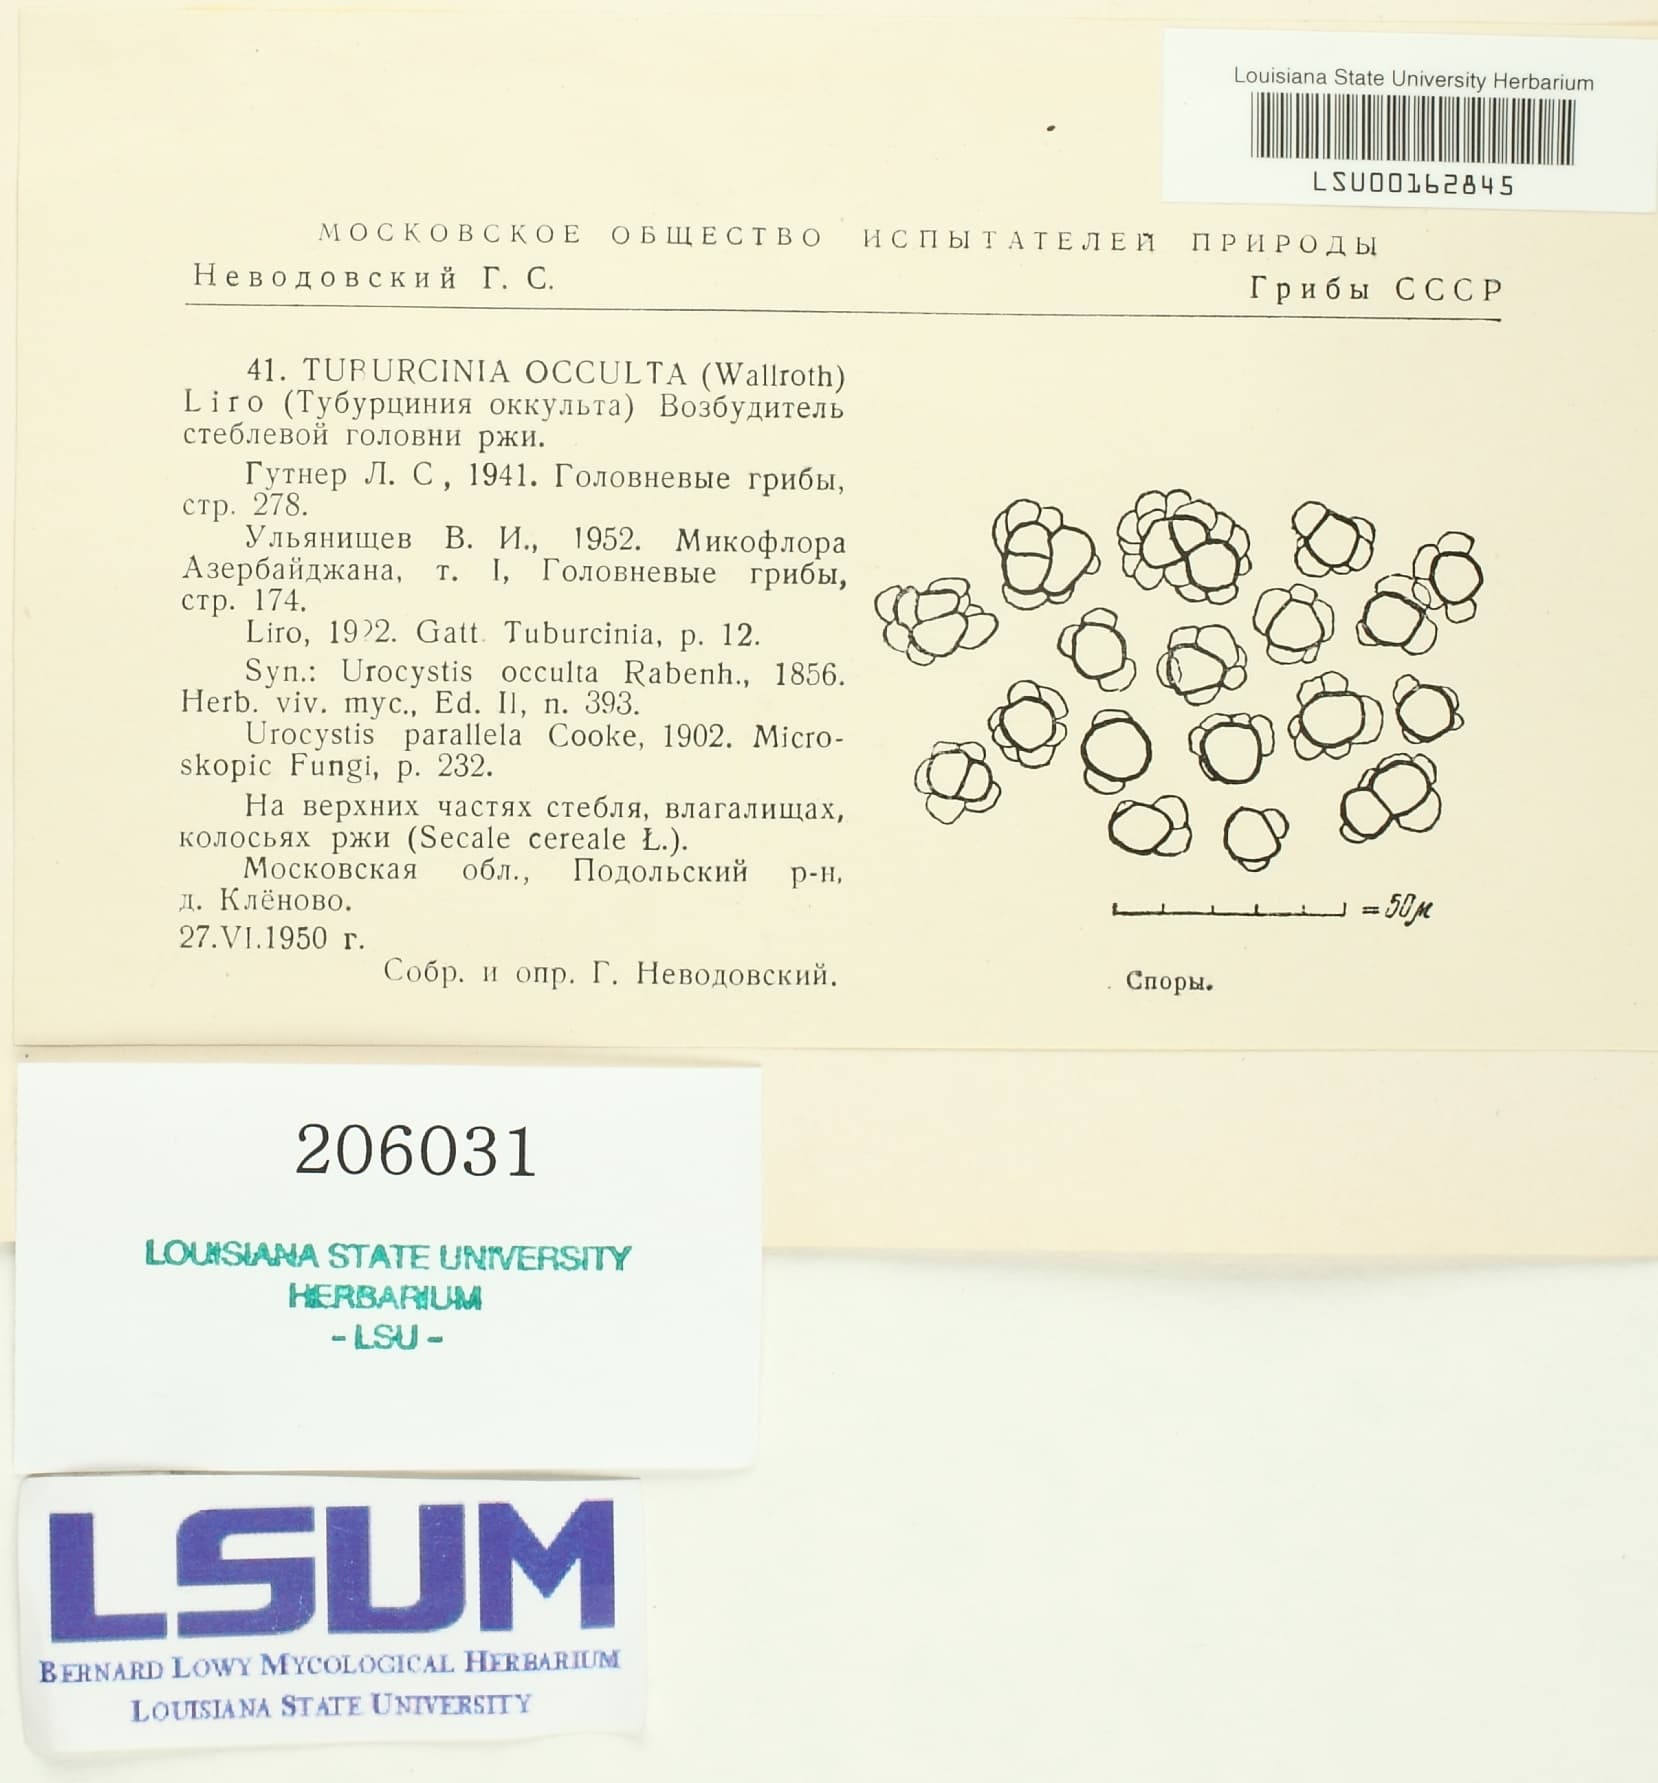 Louisiana State University Herbarium
LSU00162845
МОСКОВСКОЕ ОБЩЕСТВО ИСПЫТАТЕЛЕЙ ПРИРОДЫ
Неводовский Г. С. Грибы СССР
41. TUBURCINIA OCCULTA (Wallroth)
Liro (Тубурциния оккульта) Возбудитель
стеблевой головни ржи.
Гутнер Л. С, 1941. Головневые грибы,
стр. 278.
Ульянищев В. И., 1952. Микофлора
Азербайджана, т. I, Головневые грибы,
стр. 174.
Liro, 19?2. Gatt. Tuburcinia, p. 12.
Syn.: Urocystis occulta Rabenh., 1856.
Herb. viv. myc., Ed. II, n. 393.
Urocystis parallela Cooke, 1902. Micro-
skopic Fungi, p. 232.
На верхних частях стебля, влагалищах,
колосьях ржи (Secale cereale Ł.).
Московская обл., Подольский р-н,
д. Клёново.
27.VI.1950 г.
Собр. и опр. Г. Неводовский.
= 50 μ
Споры.
206031
LOUISIANA STATE UNIVERSITY
HERBARIUM
- LSU -
LSUM
BERNARD LOWY MYCOLOGICAL HERBARIUM
LOUISIANA STATE UNIVERSITY